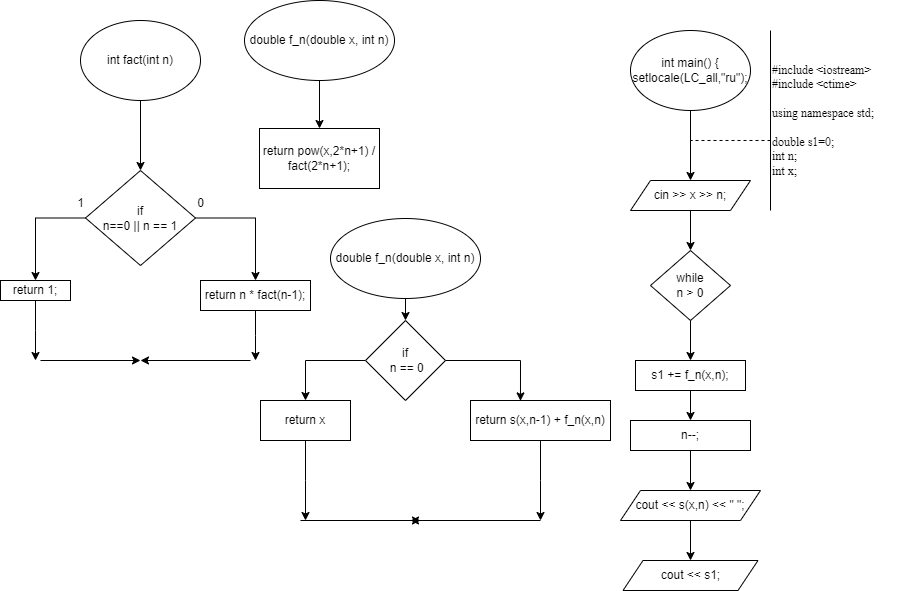 int fact(int n)
1
0
if
n==0 || n == 1
return 1;
return n * fact(n-1);
double f_n(double x, int n)
return pow(x,2*n+1) /
fact(2*n+1);
double f_n(double x, int n)
if
n == 0
return x
return s(x,n-1) + f_n(x,n)
int main() {
setlocale(LC_all,"ru");
#include <iostream>
#include <ctime>
using namespace std;
double s1=0;
int n;
int x;
cin >> x >> n;
while
n > 0
s1 += f_n(x,n);
n--;
cout << s(x,n) << " ";
cout << s1;